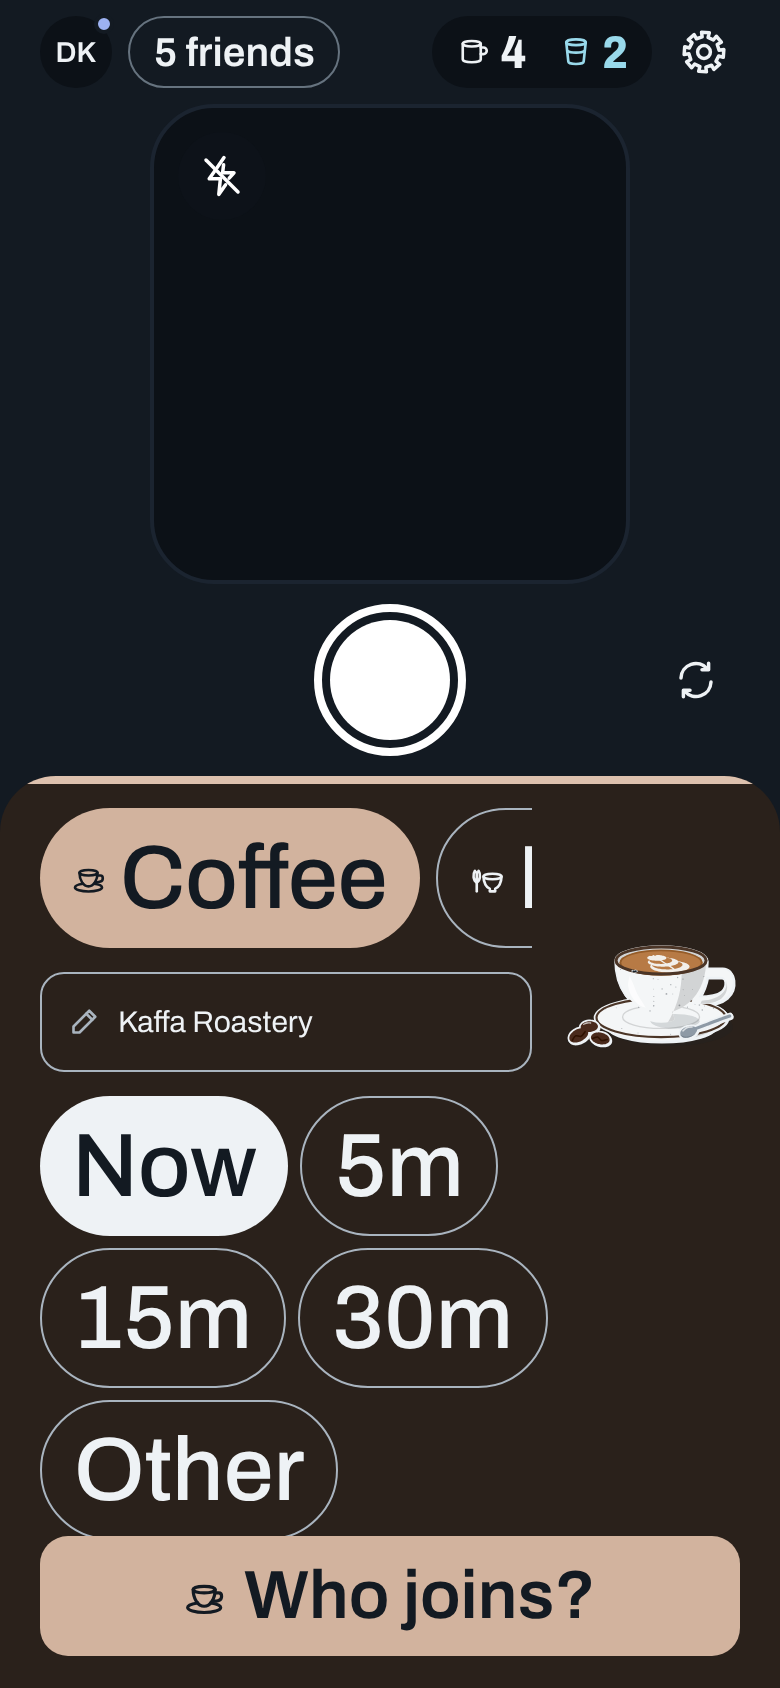 DK
5 friends
4
2
Coffee
Kaffa Roastery
Now
5m
15m
30m
Other
Who joins?